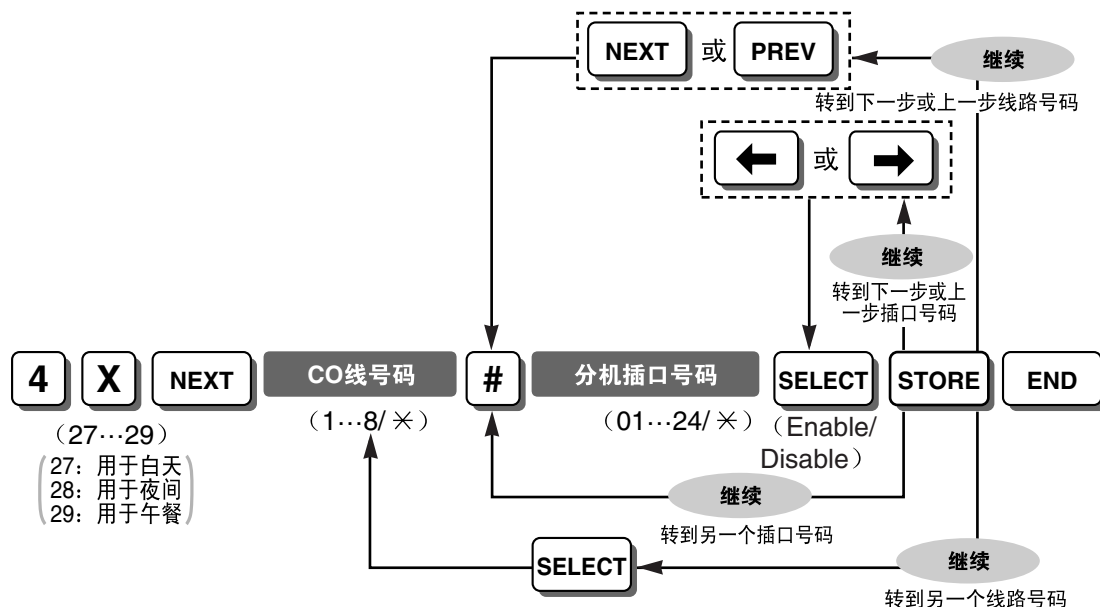 NEXT 或 PREV 继续
转到下一步或上一步线路号码
或
继续
转到下一步或上
一步插口号码
4 X NEXT CO线号码 # 分机插口号码 SELECT STORE END
（27…29） （1…8/＊） （01…24/＊） （Enable/
Disable）
27：用于白天
28：用于夜间
29：用于午餐
继续
转到另一个插口号码
SELECT 继续
转到另一个线路号码